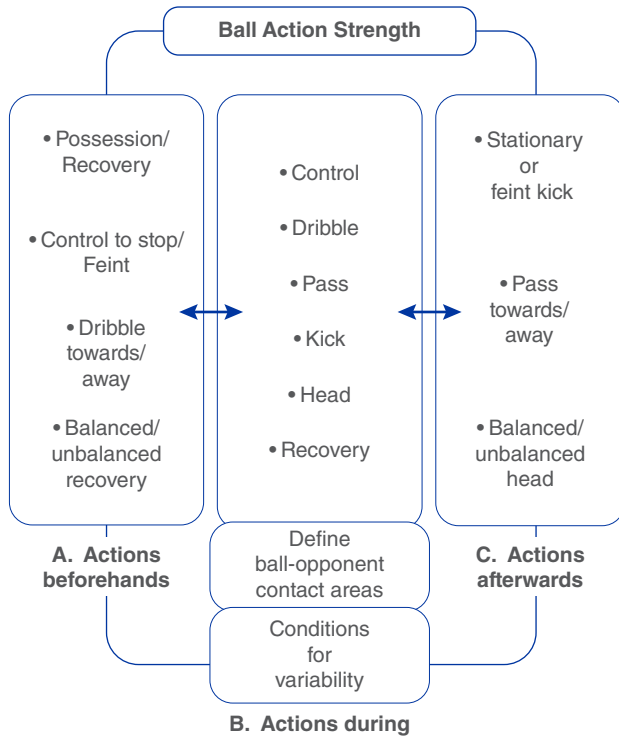 Ball Action Strength
• Possession/
Recovery
• Control to stop/
Feint
• Dribble
towards/
away
• Balanced/
unbalanced
recovery
A. Actions
beforehands
• Control
• Dribble
• Pass
• Kick
• Head
• Recovery
Define
ball-opponent
contact areas
Conditions
for
variability
B. Actions during
• Stationary
or
feint kick
• Pass
towards/
away
• Balanced/
unbalanced
head
C. Actions
afterwards